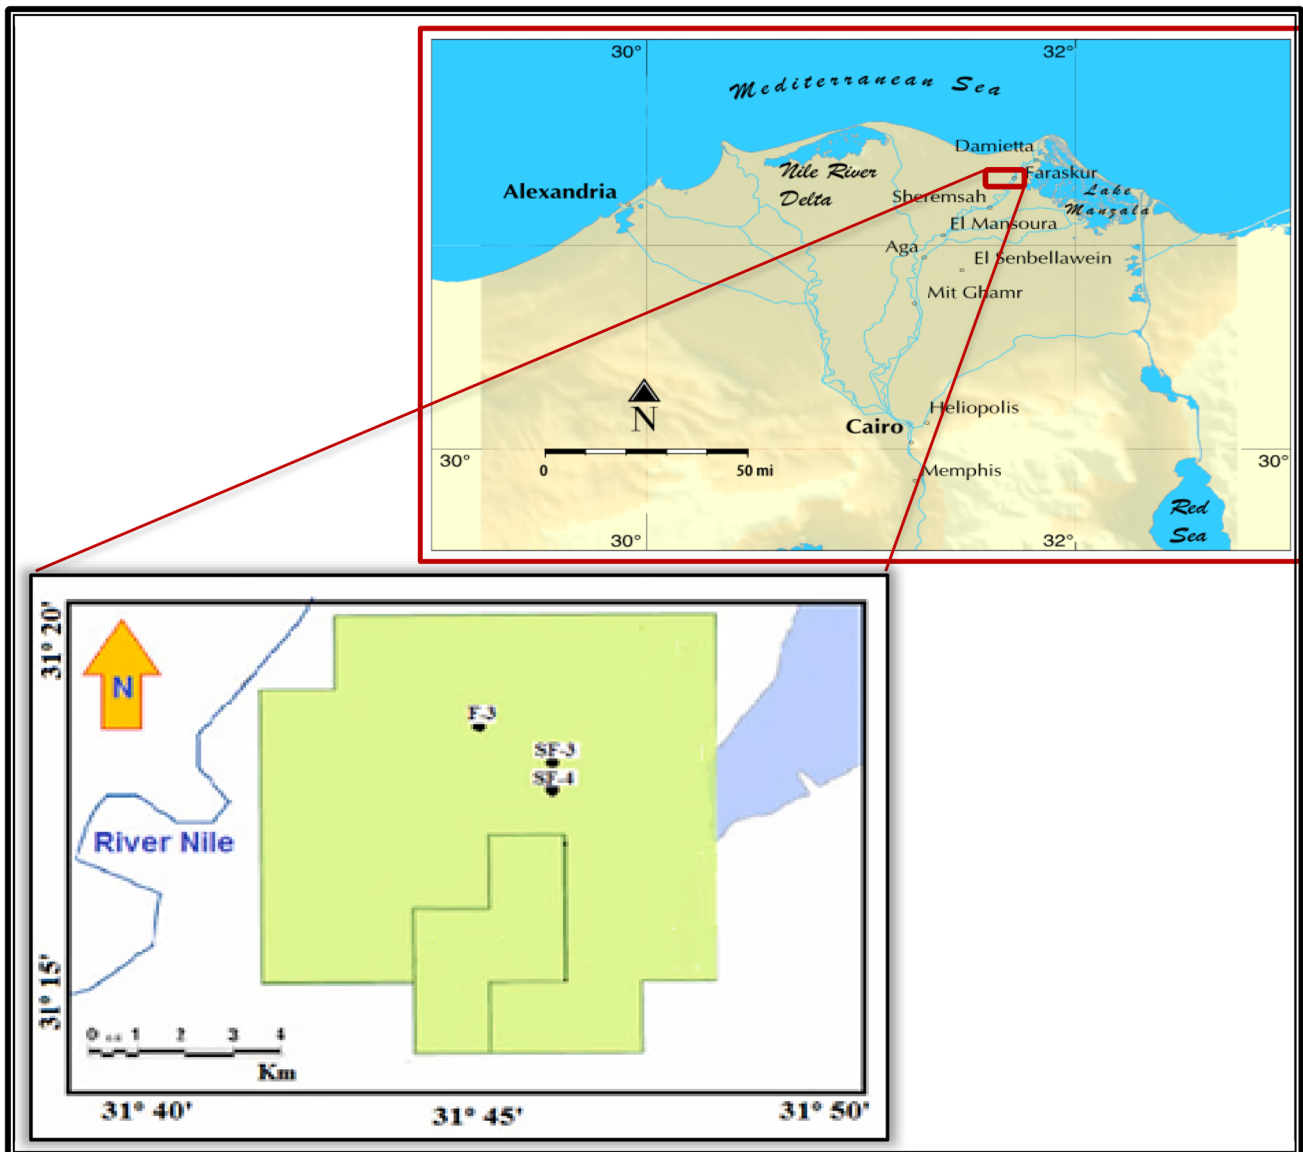 30°
32°
Mediterranean Sea
Damietta
Nile River
Delta
Faraskur
Alexandria
Sheremsah
Lake
Manzala
El Mansoura
Aga
El Senbellawein
Mit Ghamr
N
Heliopolis
Cairo
30°
30°
0
50 mi
Memphis
Red
Sea
30°
32°
31° 20'
N
F-3
SF-3
SF-4
River Nile
31° 15'
0
1
2
3
4
Km
31° 40'
31° 45'
31° 50'